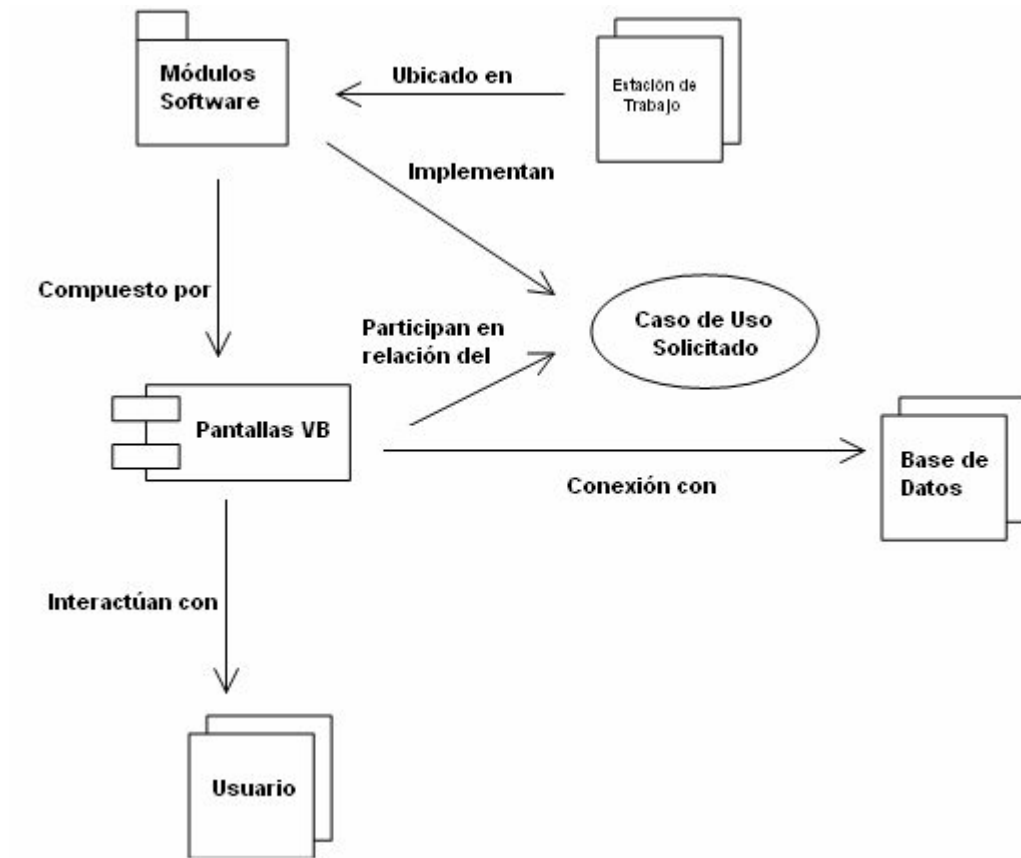 Módulos
Software
Ubicado en
Estación de
Trabajo
Implementan
Compuesto por
Participan en
relación del
Caso de Uso
Solicitado
Pantallas VB
Conexión con
Base de
Datos
Interactúan con
Usuario